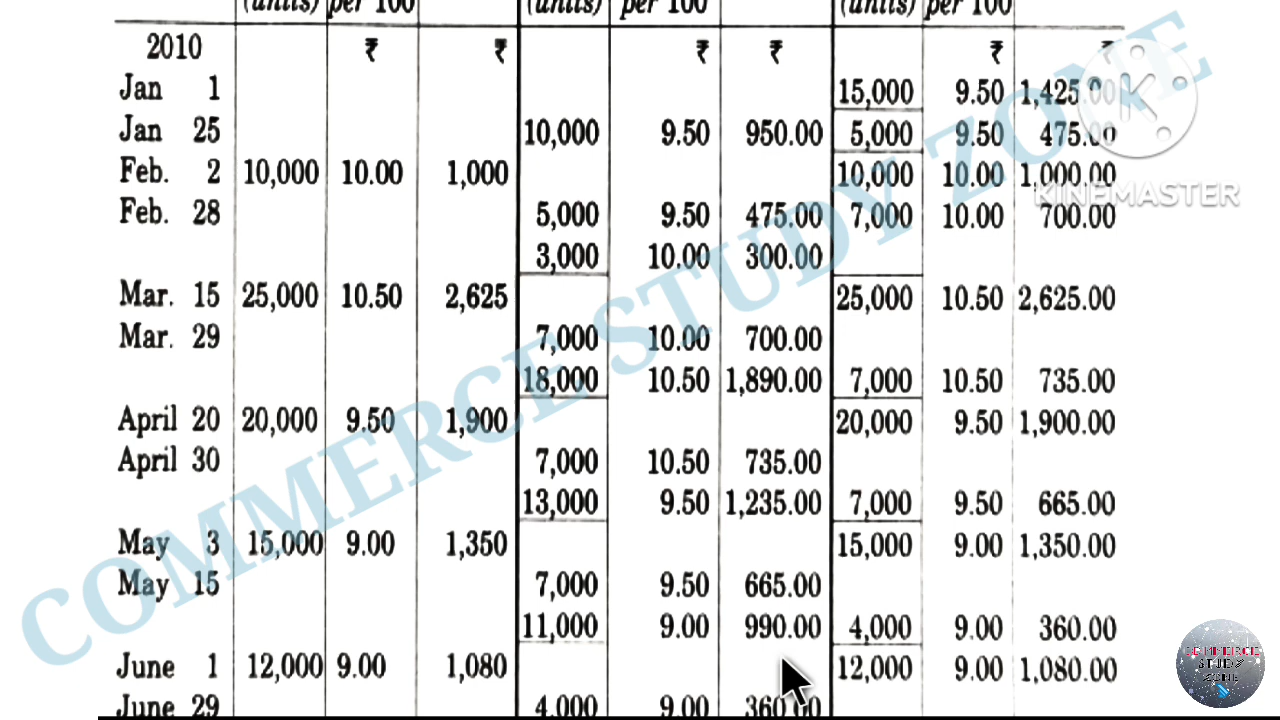 (units) per 100 (units) per 100 (units) per 100
2010 ₹ ₹ ₹ ₹ ₹ ₹
Jan 1 15,000 9.50 1,425.00
Jan 25 10,000 9.50 950.00 5,000 9.50 475.00
Feb. 2 10,000 10.00 1,000 10,000 10.00 1,000.00
KINEMASTER
Feb. 28 5,000 9.50 475.00 7,000 10.00 700.00
3,000 10.00 300.00
Mar. 15 25,000 10.50 2,625 25,000 10.50 2,625.00
Mar. 29 7,000 10.00 700.00
18,000 10.50 1,890.00 7,000 10.50 735.00
April 20 20,000 9.50 1,900 20,000 9.50 1,900.00
April 30 7,000 10.50 735.00
13,000 9.50 1,235.00 7,000 9.50 665.00
May 3 15,000 9.00 1,350 15,000 9.00 1,350.00
May 15 7,000 9.50 665.00
11,000 9.00 990.00 4,000 9.00 360.00
June 1 12,000 9.00 1,080 12,000 9.00 1,080.00
June 29 4,000 9.00 360.00
COMMERCE STUDY ZONE
COMMERCE
STUDY
ZONE